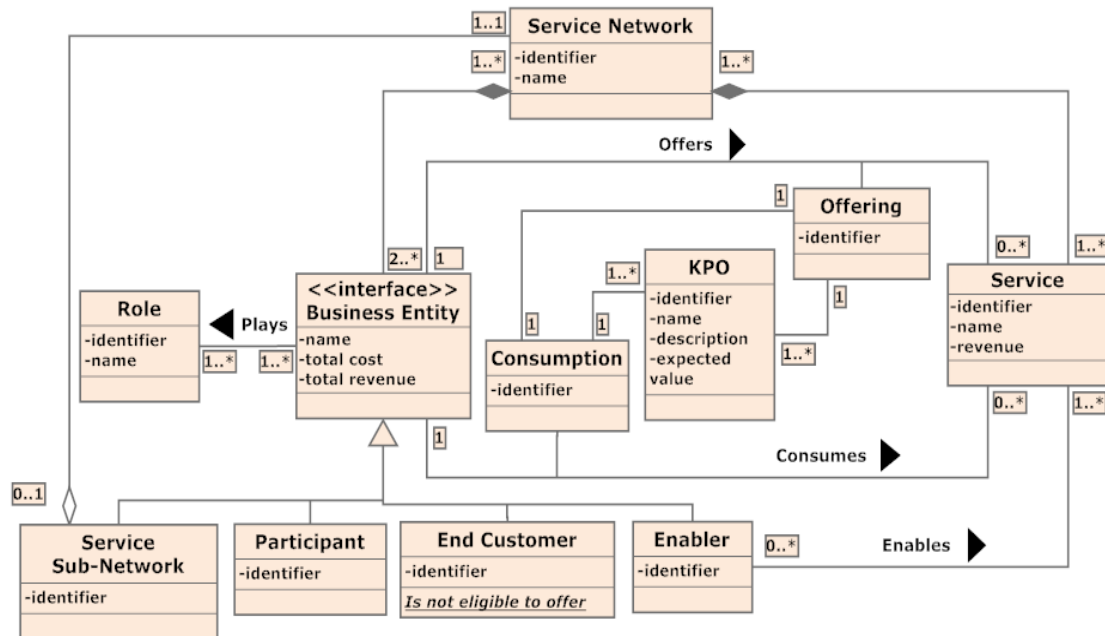 Service Network
-identifier
-name
1..1
1..*
1..*
Offers
Offering
-identifier
1
1
KPO
-identifier
-name
-description
-expected
value
1..*
1..*
2..*
1
<<interface>>
Business Entity
-name
-total cost
-total revenue
Role
-identifier
-name
Plays
1..*
1..*
Consumption
-identifier
1
1
0..*
1..*
Service
-identifier
-name
-revenue
0..*
1..*
1
Consumes
0..1
Service
Sub-Network
-identifier
Participant
-identifier
End Customer
-identifier
Is not eligible to offer
Enabler
-identifier
0..*
Enables